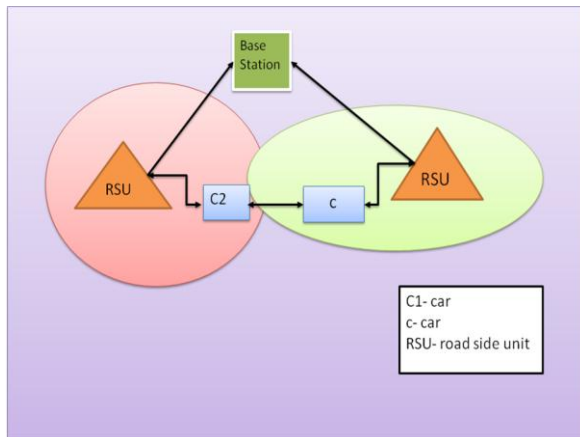 Base
Station
RSU
RSU
C2
c
C1- car
c- car
RSU- road side unit